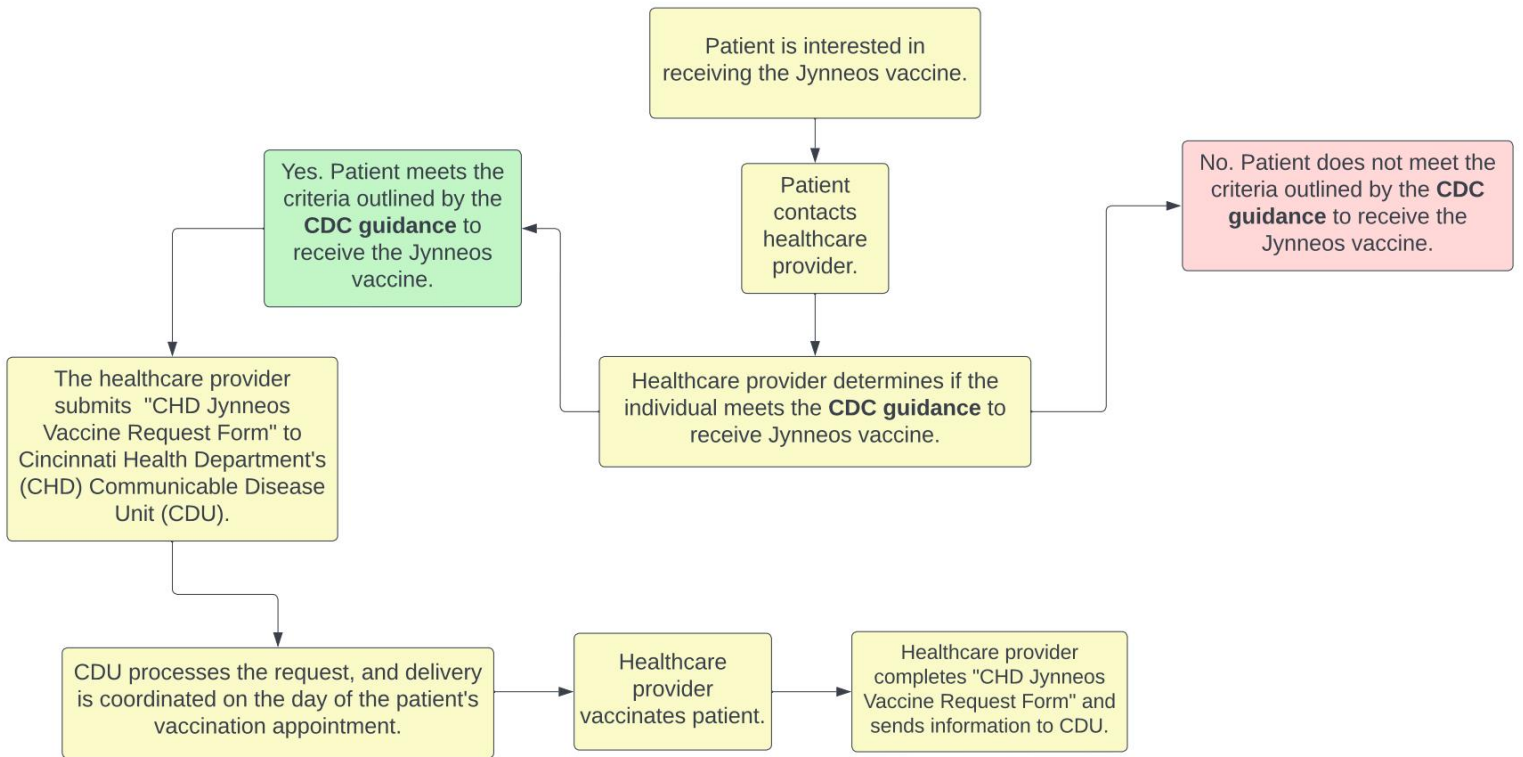 Patient is interested in
receiving the Jynneos vaccine.
Patient
contacts
healthcare
provider.
Healthcare provider determines if the
individual meets the CDC guidance to
receive Jynneos vaccine.
No. Patient does not meet the
criteria outlined by the CDC
guidance to receive the
Jynneos vaccine.
Yes. Patient meets the
criteria outlined by the
CDC guidance to
receive the Jynneos
vaccine.
The healthcare provider
submits "CHD Jynneos
Vaccine Request Form" to
Cincinnati Health Department's
(CHD) Communicable Disease
Unit (CDU).
CDU processes the request, and delivery
is coordinated on the day of the patient's
vaccination appointment.
Healthcare
provider
vaccinates patient.
Healthcare provider
completes "CHD Jynneos
Vaccine Request Form" and
sends information to CDU.